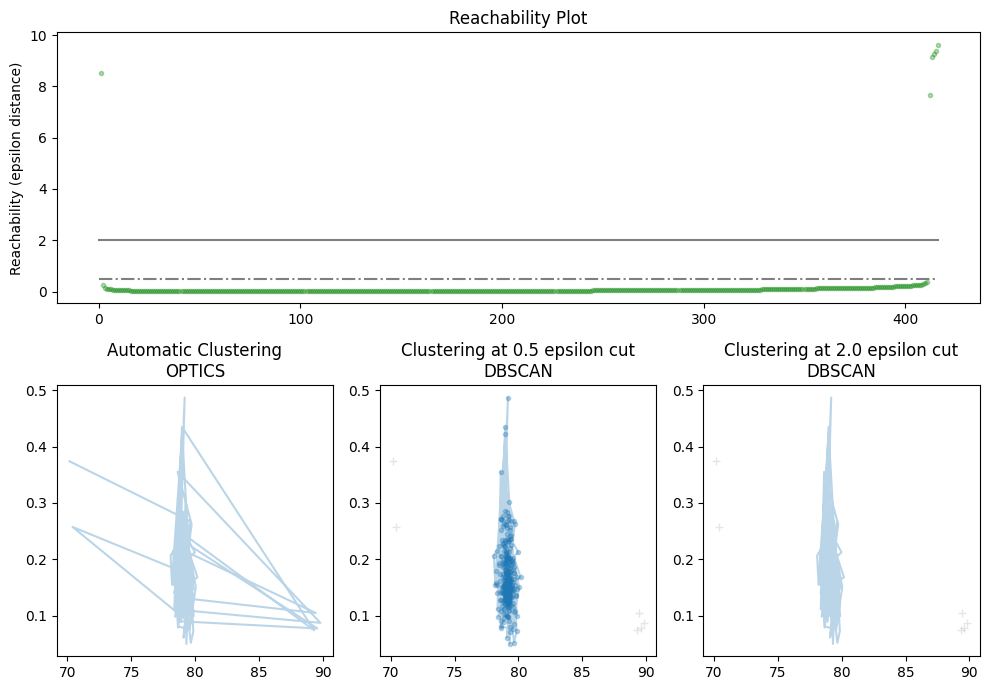 Reachability Plot
Reachability (epsilon distance)
10
8
6
4
2
0
0 100 200 300 400
Automatic Clustering
OPTICS
0.5
0.4
0.3
0.2
0.1
70 75 80 85 90
Clustering at 0.5 epsilon cut
DBSCAN
0.5
0.4
0.3
0.2
0.1
70 75 80 85 90
Clustering at 2.0 epsilon cut
DBSCAN
0.5
0.4
0.3
0.2
0.1
70 75 80 85 90